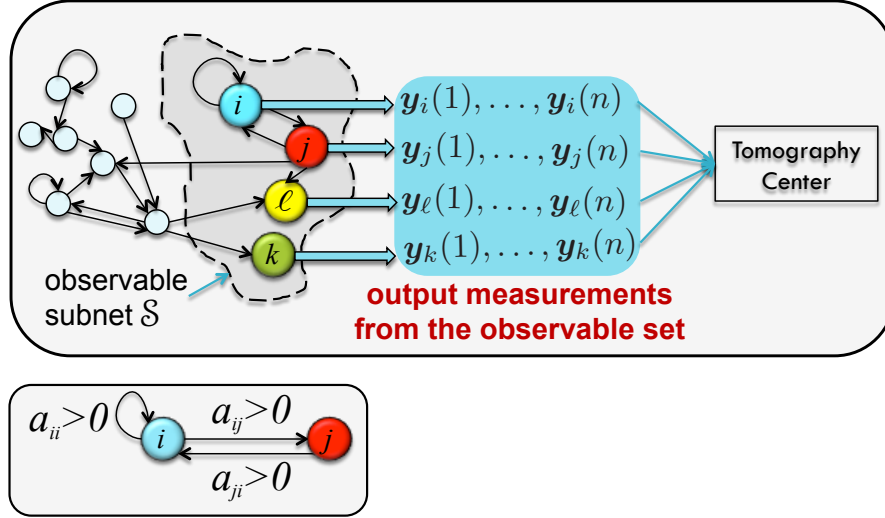 i
j
ℓ
k
y_i(1), . . . , y_i(n)
y_j(1), . . . , y_j(n)
y_ℓ(1), . . . , y_ℓ(n)
y_k(1), . . . , y_k(n)
Tomography
Center
observable
subnet S
output measurements
from the observable set
a_ii>0
i
a_ij>0
j
a_ji>0